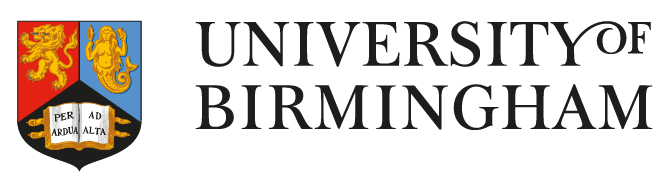 PER AD
ARDUA ALTA
UNIVERSITY OF
BIRMINGHAM